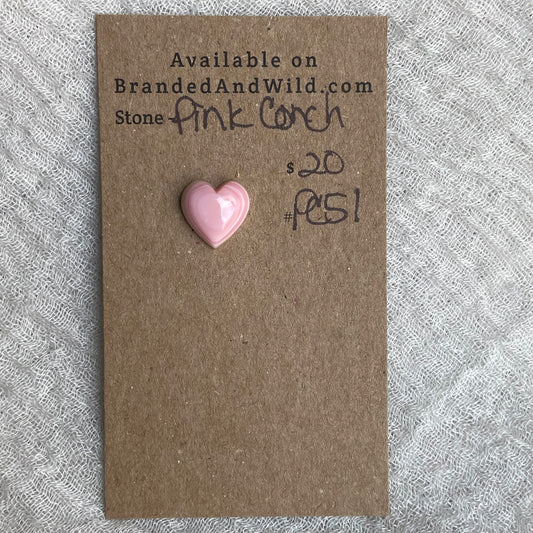 Available on
BrandedAndWild.com
Stone Pink Conch
$ 20
# PC51